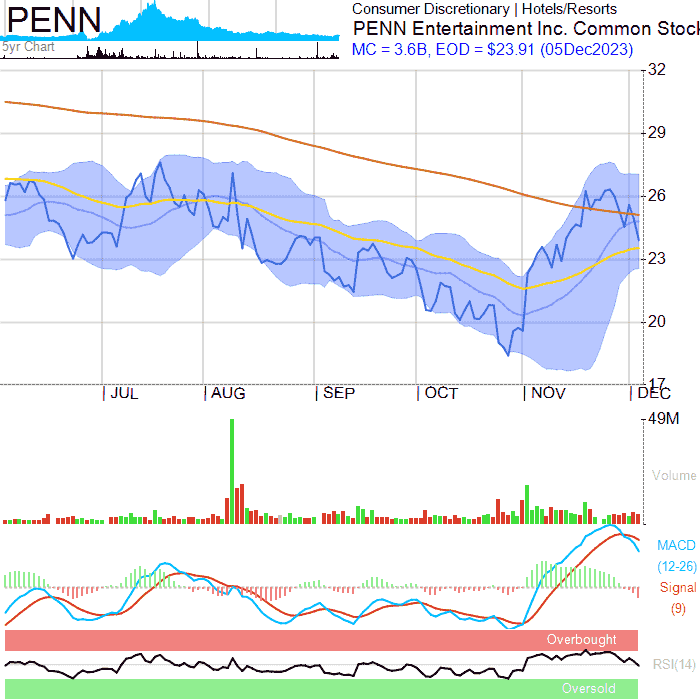 PENN
5yr Chart
Consumer Discretionary | Hotels/Resorts
PENN Entertainment Inc. Common Stoc
MC = 3.6B, EOD = $23.91 (05Dec2023)
32
29
26
23
20
17
JUL
AUG
SEP
OCT
NOV
DEC
49M
Volume
MACD
(12-26)
Signal
(9)
Overbought
RSI(14)
Oversold